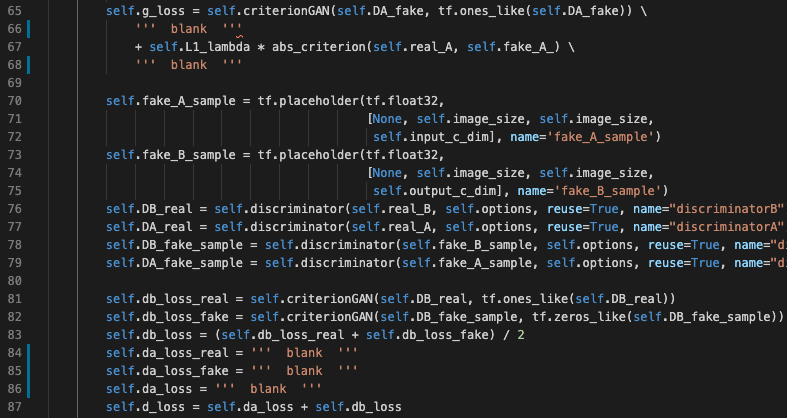 65 self.g_loss = self.criterionGAN(self.DA_fake, tf.ones_like(self.DA_fake)) \
66 ''' blank '''
67 + self.L1_lambda * abs_criterion(self.real_A, self.fake_A_) \
68 ''' blank '''
69
70 self.fake_A_sample = tf.placeholder(tf.float32,
71 [None, self.image_size, self.image_size,
72 self.input_c_dim], name='fake_A_sample')
73 self.fake_B_sample = tf.placeholder(tf.float32,
74 [None, self.image_size, self.image_size,
75 self.output_c_dim], name='fake_B_sample')
76 self.DB_real = self.discriminator(self.real_B, self.options, reuse=True, name="discriminatorB"
77 self.DA_real = self.discriminator(self.real_A, self.options, reuse=True, name="discriminatorA"
78 self.DB_fake_sample = self.discriminator(self.fake_B_sample, self.options, reuse=True, name="di
79 self.DA_fake_sample = self.discriminator(self.fake_A_sample, self.options, reuse=True, name="di
80
81 self.db_loss_real = self.criterionGAN(self.DB_real, tf.ones_like(self.DB_real))
82 self.db_loss_fake = self.criterionGAN(self.DB_fake_sample, tf.zeros_like(self.DB_fake_sample))
83 self.db_loss = (self.db_loss_real + self.db_loss_fake) / 2
84 self.da_loss_real = ''' blank '''
85 self.da_loss_fake = ''' blank '''
86 self.da_loss = ''' blank '''
87 self.d_loss = self.da_loss + self.db_loss